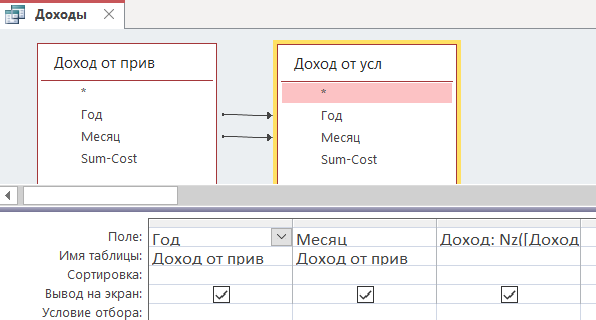 Доходы
Доход от прив
*
Год
Месяц
Sum-Cost
Доход от усл
*
Год
Месяц
Sum-Cost
Поле: Год Месяц Доход: Nz([Доход
Имя таблицы: Доход от прив Доход от прив
Сортировка:
Вывод на экран:
Условие отбора: